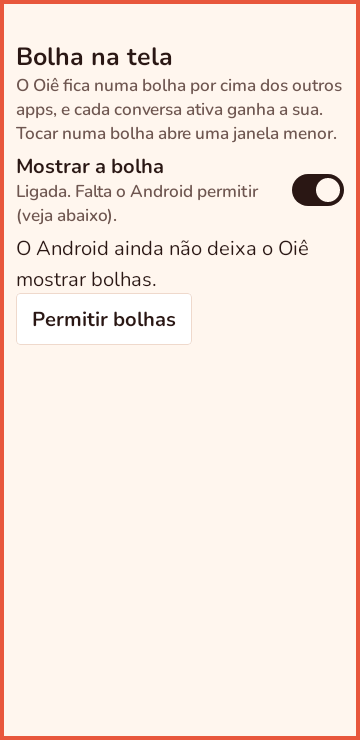 Bolha na tela
O Oiê fica numa bolha por cima dos outros
apps, e cada conversa ativa ganha a sua.
Tocar numa bolha abre uma janela menor.
Mostrar a bolha
Ligada. Falta o Android permitir
(veja abaixo).
O Android ainda não deixa o Oiê
mostrar bolhas.
Permitir bolhas